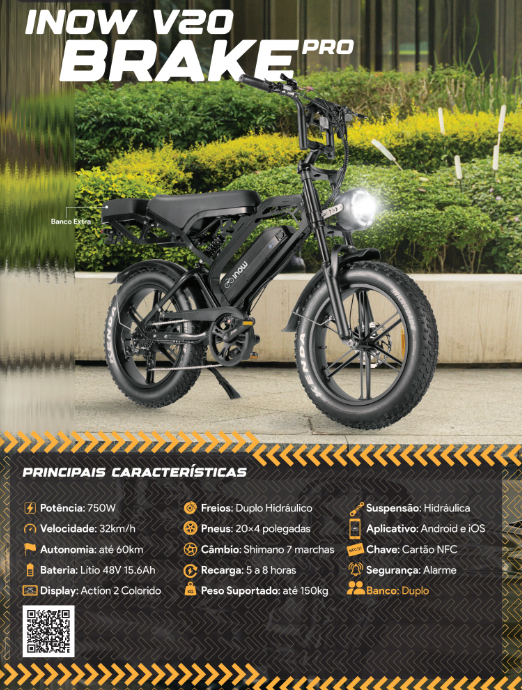 INOW V20
BRAKE PRO
Banco Extra
inow
KENDA
PRINCIPAIS CARACTERÍSTICAS
Potência: 750W
Velocidade: 32km/h
Autonomia: até 60km
Bateria: Lítio 48V 15.6Ah
Display: Action 2 Colorido
Freios: Duplo Hidráulico
Pneus: 20x4 polegadas
Câmbio: Shimano 7 marchas
Recarga: 5 a 8 horas
Peso Suportado: até 150kg
Suspensão: Hidráulica
Aplicativo: Android e iOS
Chave: Cartão NFC
Segurança: Alarme
Banco: Duplo